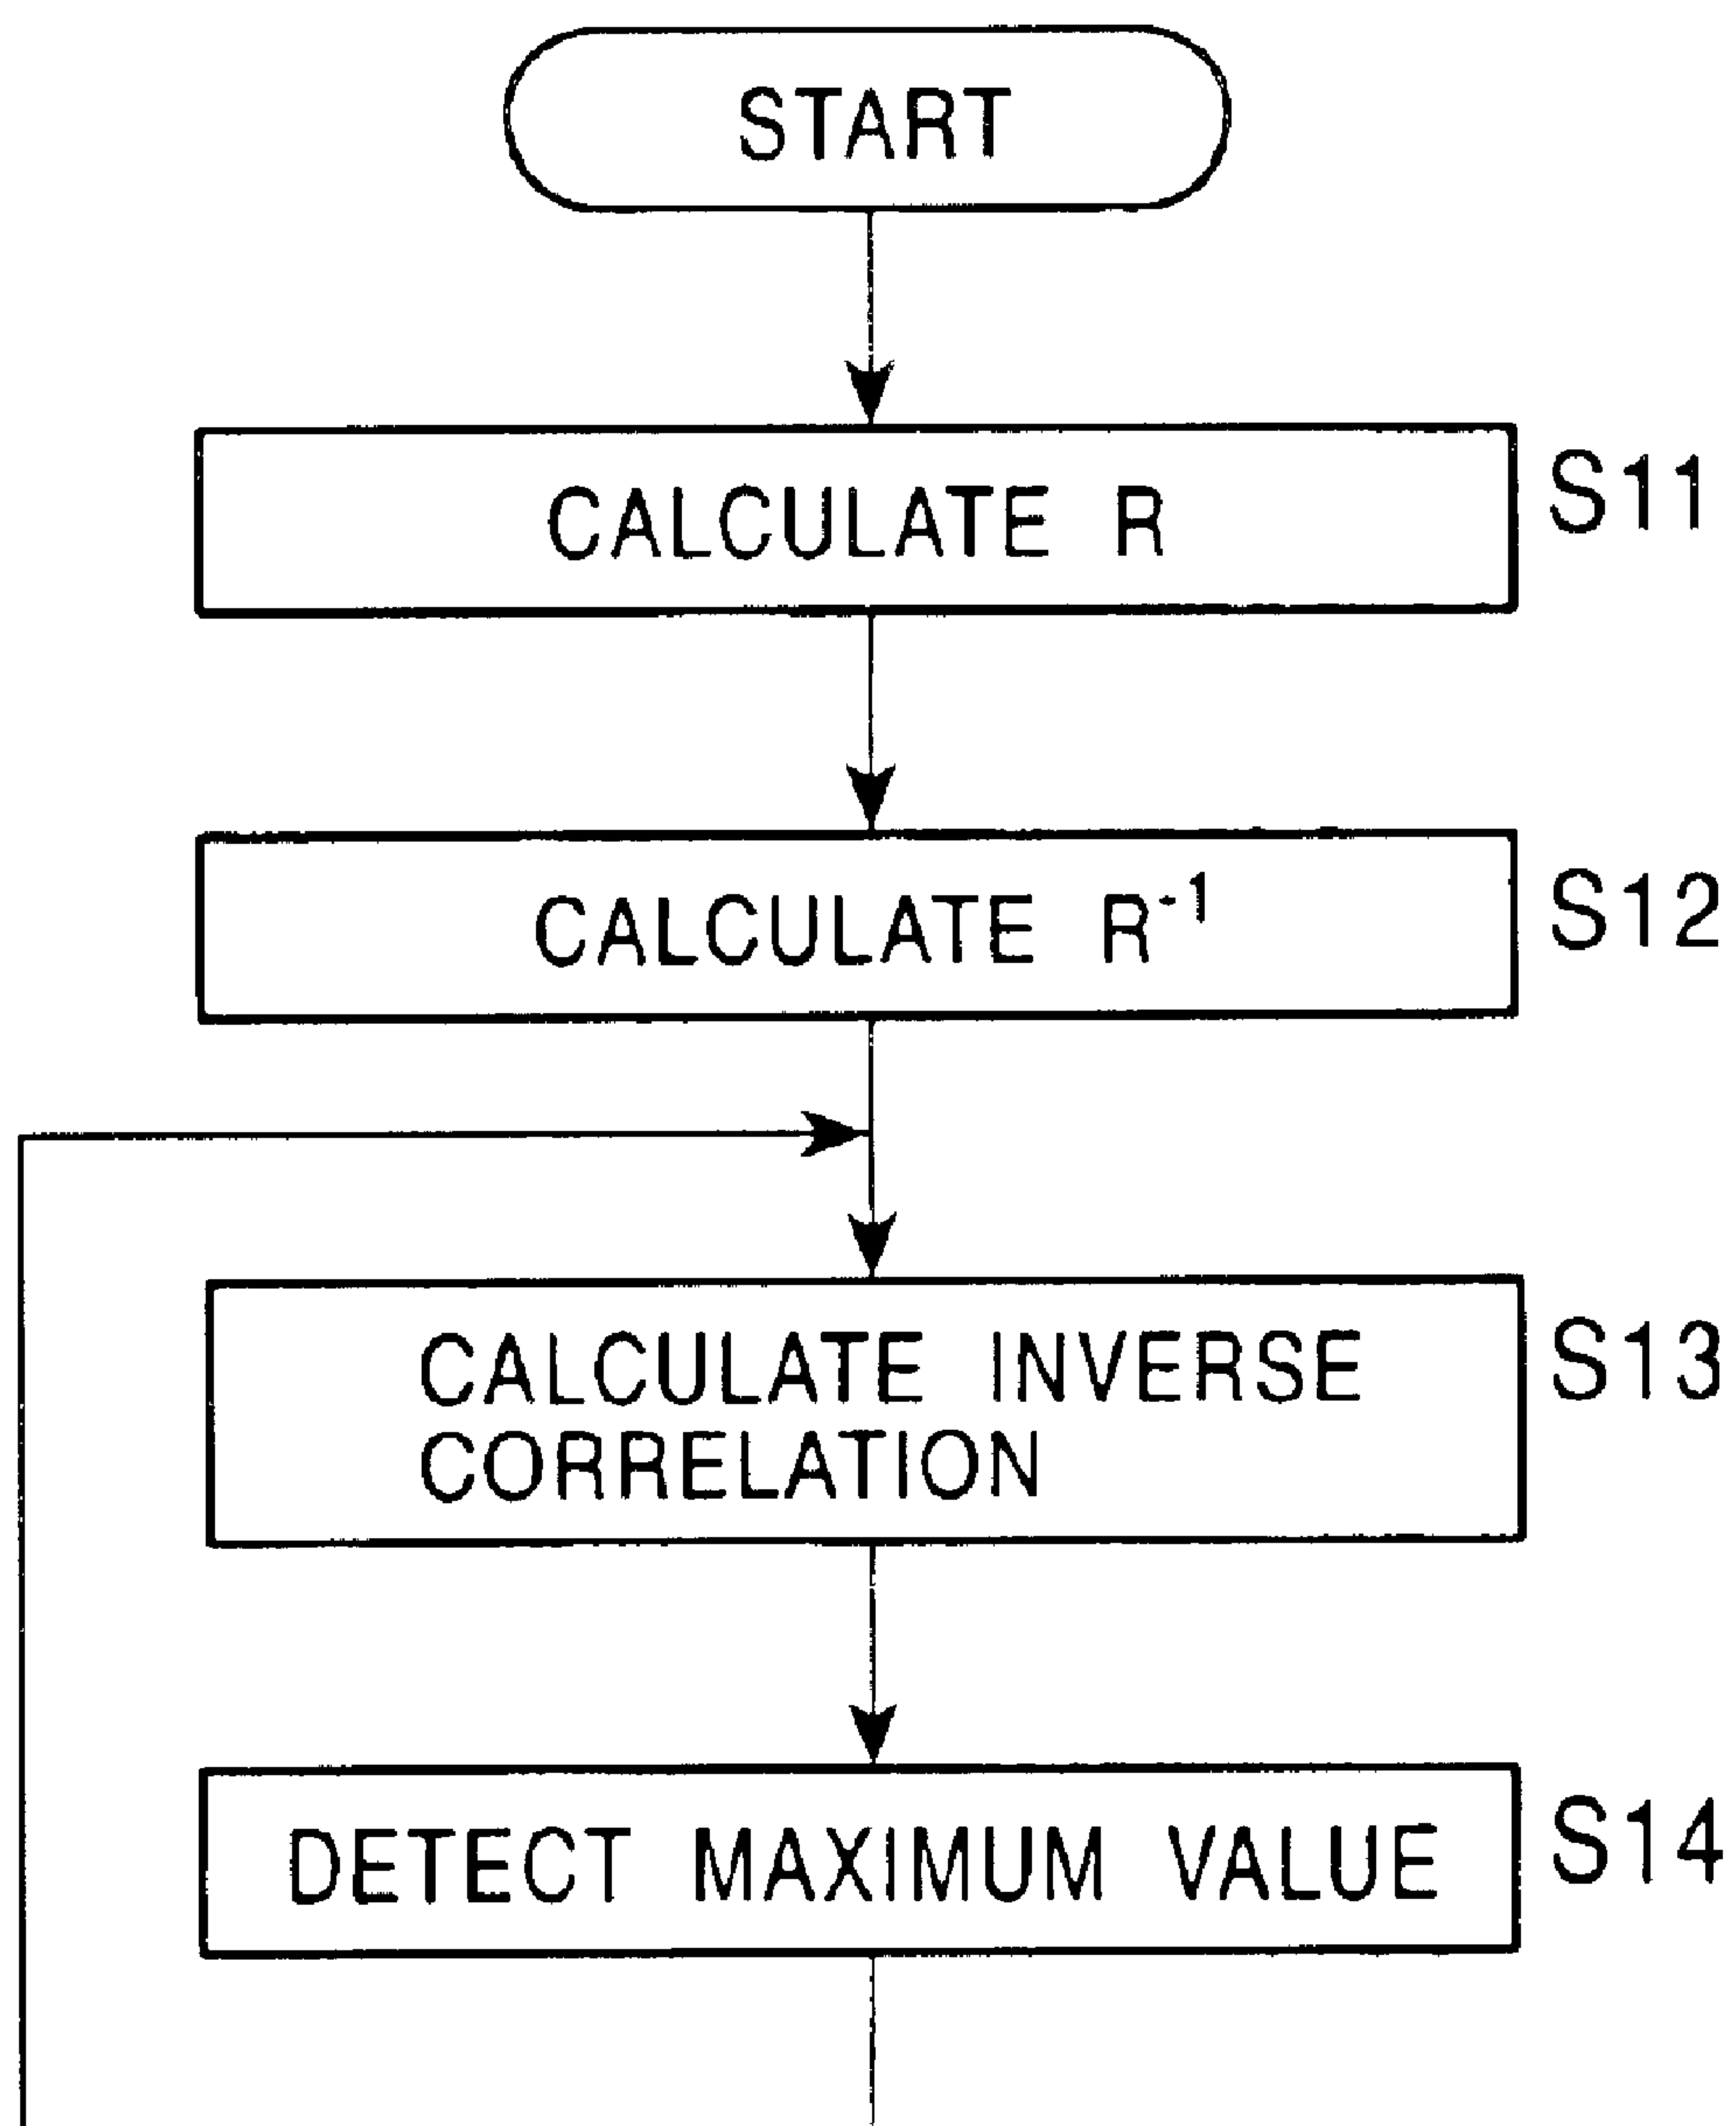 START
CALCULATE R
S11
CALCULATE R⁻¹
S12
CALCULATE INVERSE
CORRELATION
S13
DETECT MAXIMUM VALUE
S14